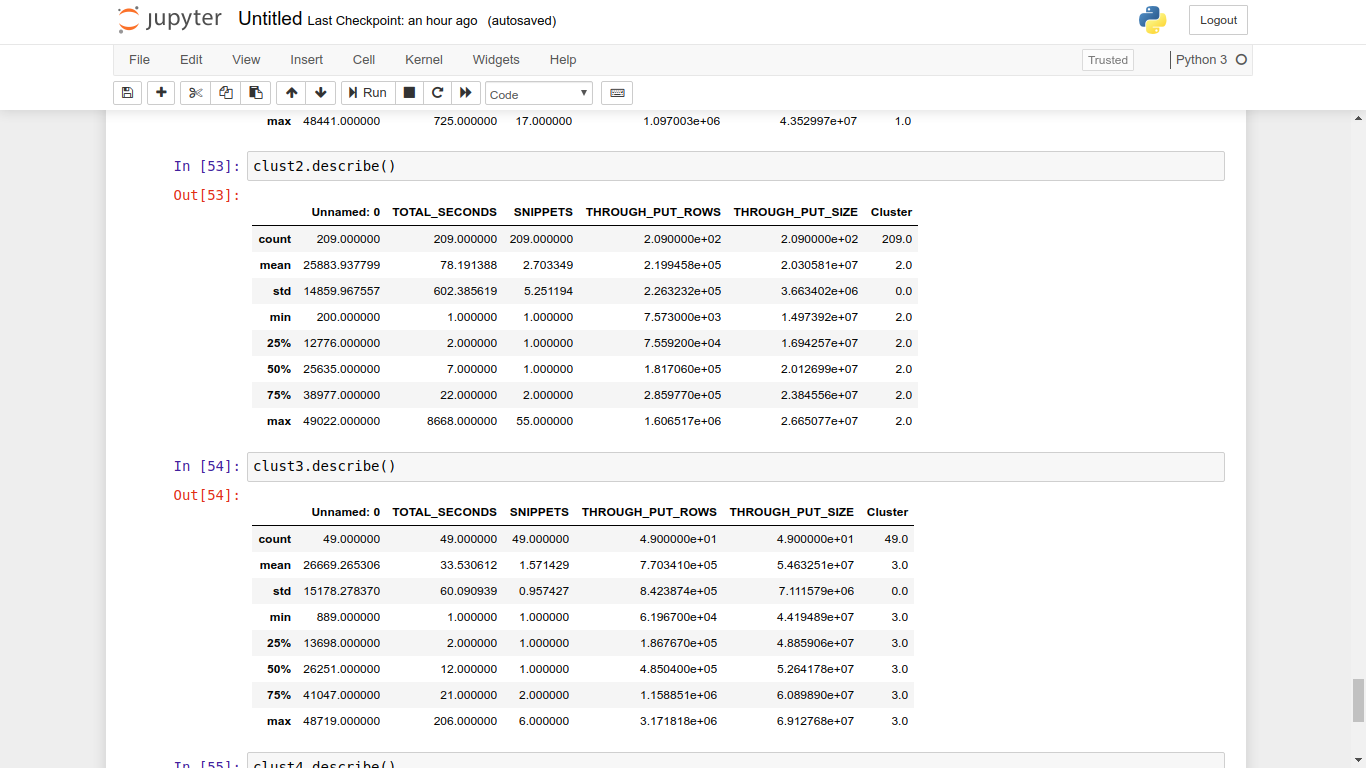 jupyter Untitled Last Checkpoint: an hour ago (autosaved) Logout
File Edit View Insert Cell Kernel Widgets Help Trusted Python 3
Run Code
max 48441.000000 725.000000 17.000000 1.097003e+06 4.352997e+07 1.0
In [53]: clust2.describe()
Out[53]:
Unnamed: 0 TOTAL_SECONDS SNIPPETS THROUGH_PUT_ROWS THROUGH_PUT_SIZE Cluster
count 209.000000 209.000000 209.000000 2.090000e+02 2.090000e+02 209.0
mean 25883.937799 78.191388 2.703349 2.199458e+05 2.030581e+07 2.0
std 14859.967557 602.385619 5.251194 2.263232e+05 3.663402e+06 0.0
min 200.000000 1.000000 1.000000 7.573000e+03 1.497392e+07 2.0
25% 12776.000000 2.000000 1.000000 7.559200e+04 1.694257e+07 2.0
50% 25635.000000 7.000000 1.000000 1.817060e+05 2.012699e+07 2.0
75% 38977.000000 22.000000 2.000000 2.859770e+05 2.384556e+07 2.0
max 49022.000000 8668.000000 55.000000 1.606517e+06 2.665077e+07 2.0
In [54]: clust3.describe()
Out[54]:
Unnamed: 0 TOTAL_SECONDS SNIPPETS THROUGH_PUT_ROWS THROUGH_PUT_SIZE Cluster
count 49.000000 49.000000 49.000000 4.900000e+01 4.900000e+01 49.0
mean 26669.265306 33.530612 1.571429 7.703410e+05 5.463251e+07 3.0
std 15178.278370 60.090939 0.957427 8.423874e+05 7.111579e+06 0.0
min 889.000000 1.000000 1.000000 6.196700e+04 4.419489e+07 3.0
25% 13698.000000 2.000000 1.000000 1.867670e+05 4.885906e+07 3.0
50% 26251.000000 12.000000 1.000000 4.850400e+05 5.264178e+07 3.0
75% 41047.000000 21.000000 2.000000 1.158851e+06 6.089890e+07 3.0
max 48719.000000 206.000000 6.000000 3.171818e+06 6.912768e+07 3.0
In [55]: clust4.describe()